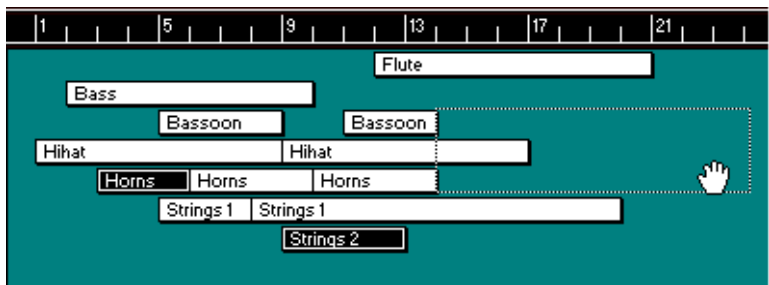 1 5 9 13 17 21
Flute
Bass
Bassoon Bassoon
Hihat Hihat
Horns Horns Horns
Strings 1 Strings 1
Strings 2